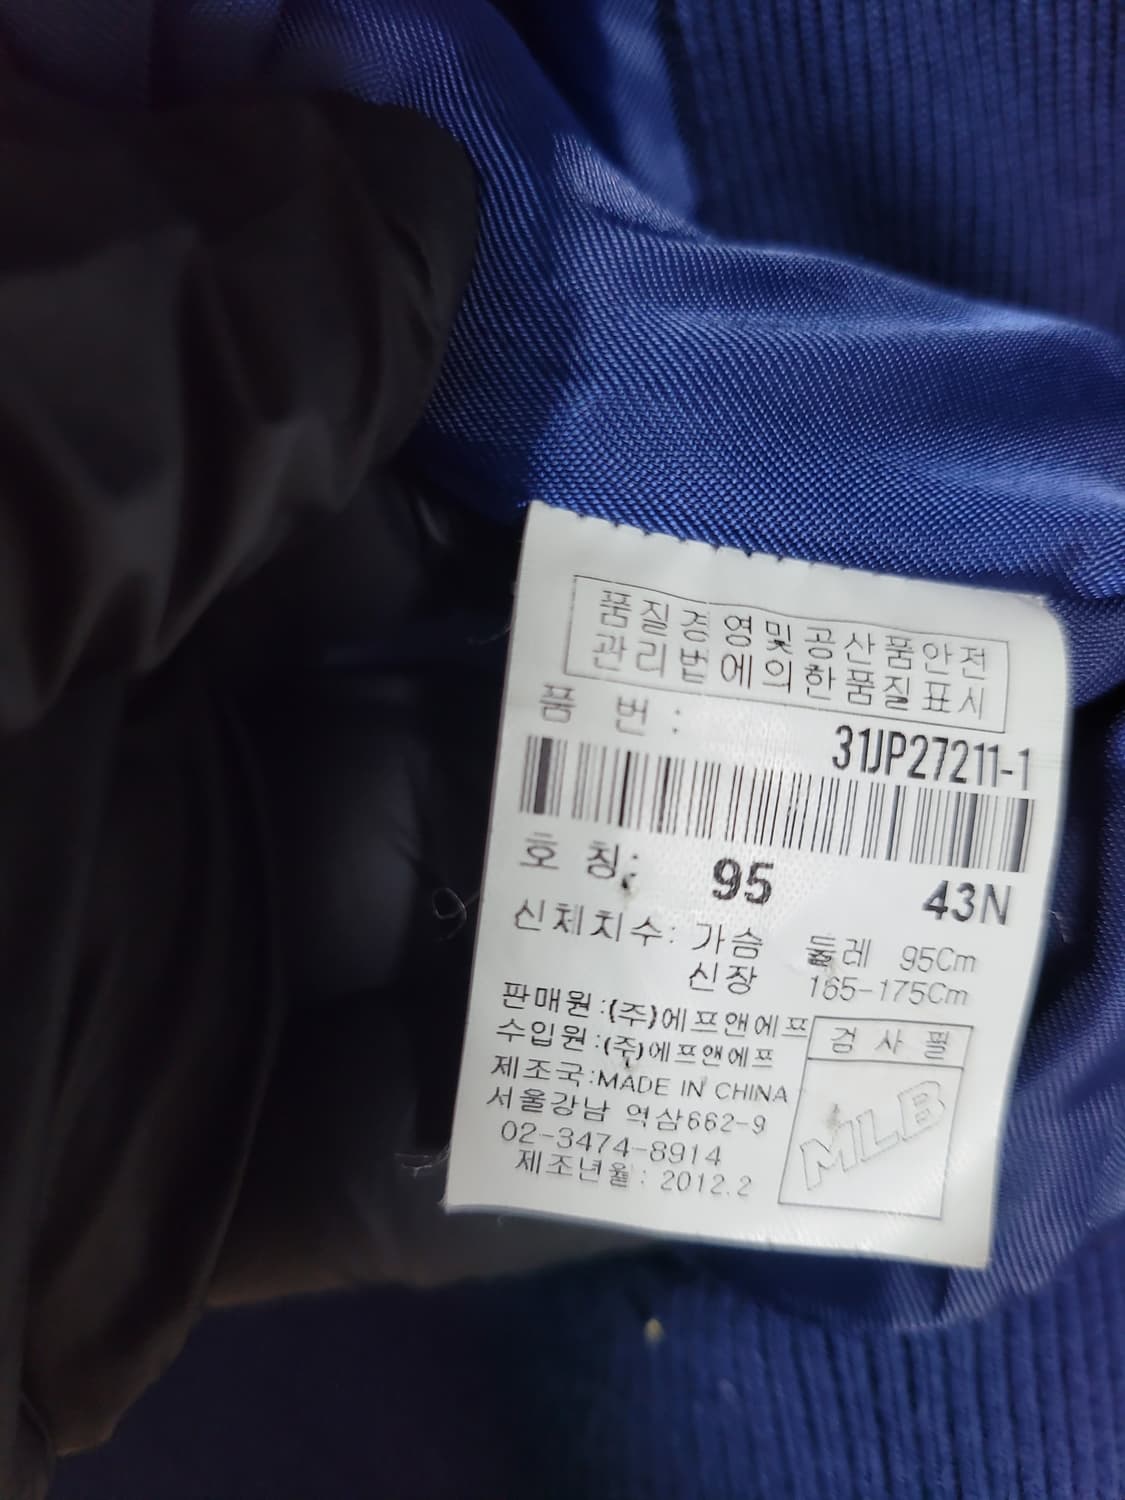 품질경영및공산품안전
관리법에의한품질표시
품 번 :
31JP27211-1
호 칭: 95 43N
신체치수: 가슴 둘레 95Cm
신장 165-175Cm
판매원:(주)에프앤에프
수입원:(주)에프앤에프
제조국:MADE IN CHINA
서울강남 역삼662-9
02-3474-8914
제조년월: 2012.2
검사필
MLB